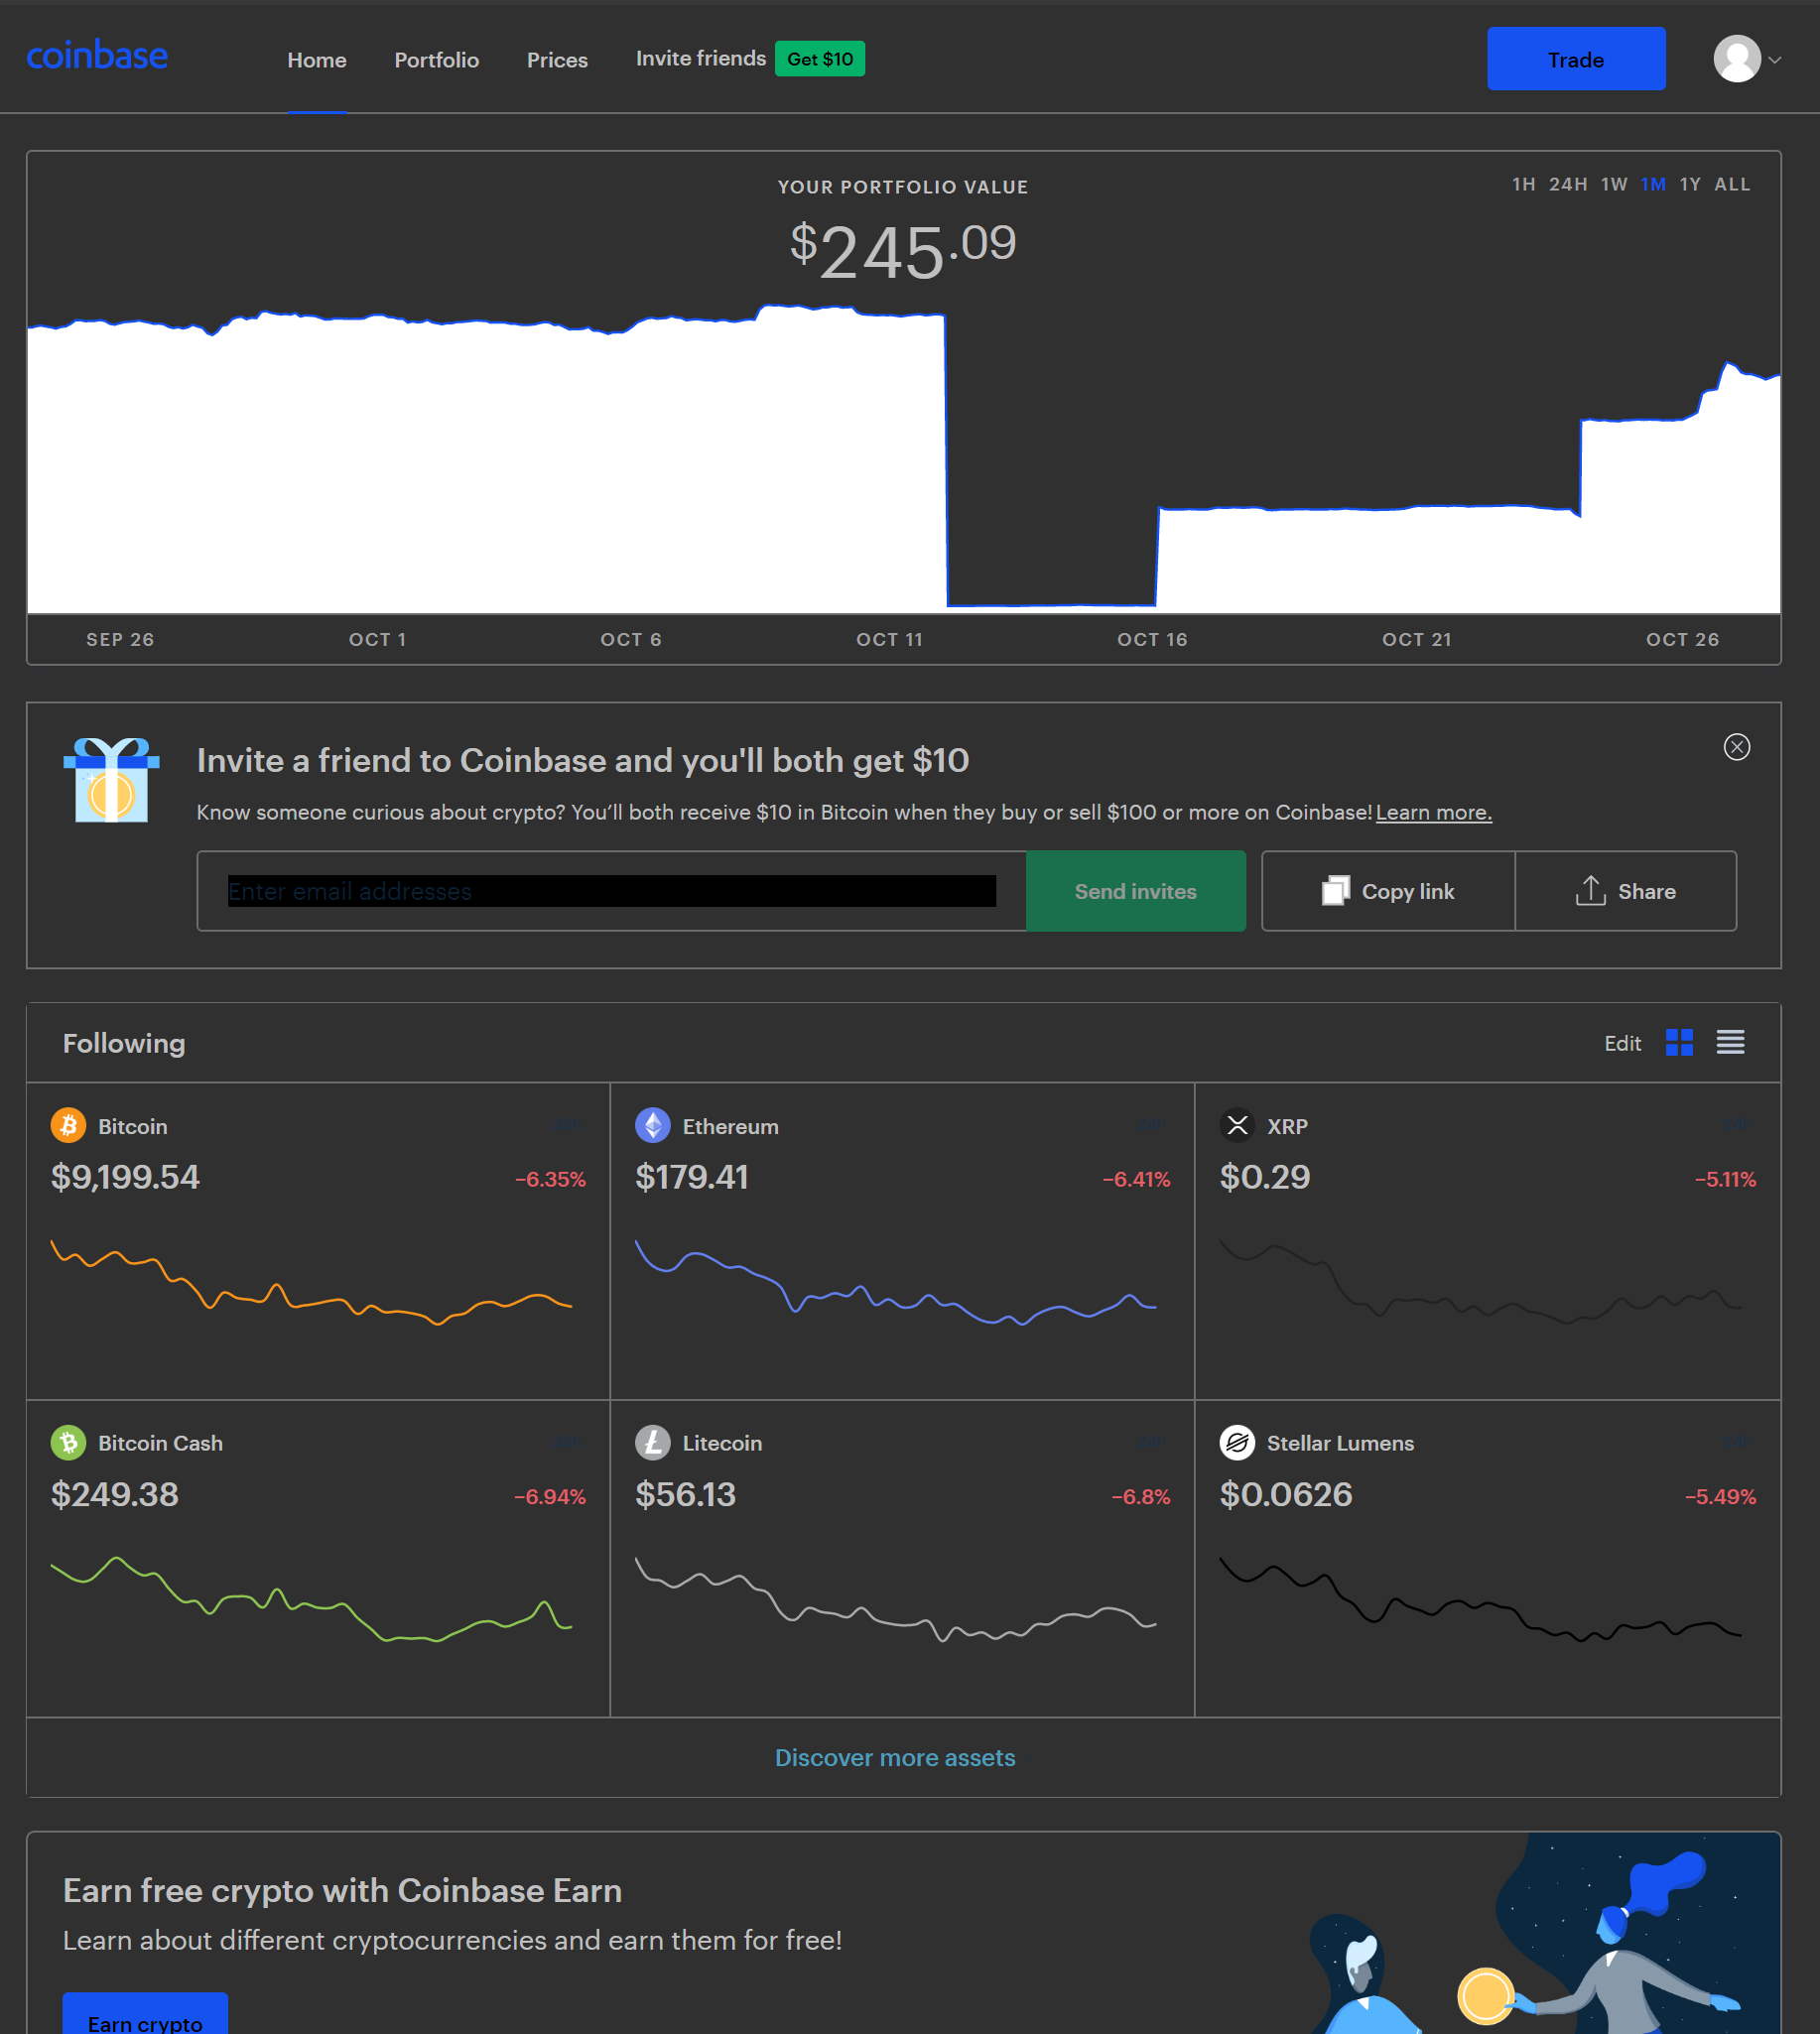 coinbase
Home Portfolio Prices Invite friends Get $10 Trade
YOUR PORTFOLIO VALUE
1H 24H 1W 1M 1Y ALL
$245.09
SEP 26 OCT 1 OCT 6 OCT 11 OCT 16 OCT 21 OCT 26
Invite a friend to Coinbase and you'll both get $10
Know someone curious about crypto? You’ll both receive $10 in Bitcoin when they buy or sell $100 or more on Coinbase! Learn more.
Enter email addresses Send invites Copy link Share
Following Edit
Bitcoin
$9,199.54 -6.35%
Ethereum
$179.41 -6.41%
XRP
$0.29 -5.11%
Bitcoin Cash
$249.38 -6.94%
Litecoin
$56.13 -6.8%
Stellar Lumens
$0.0626 -5.49%
Discover more assets
Earn free crypto with Coinbase Earn
Learn about different cryptocurrencies and earn them for free!
Earn crypto